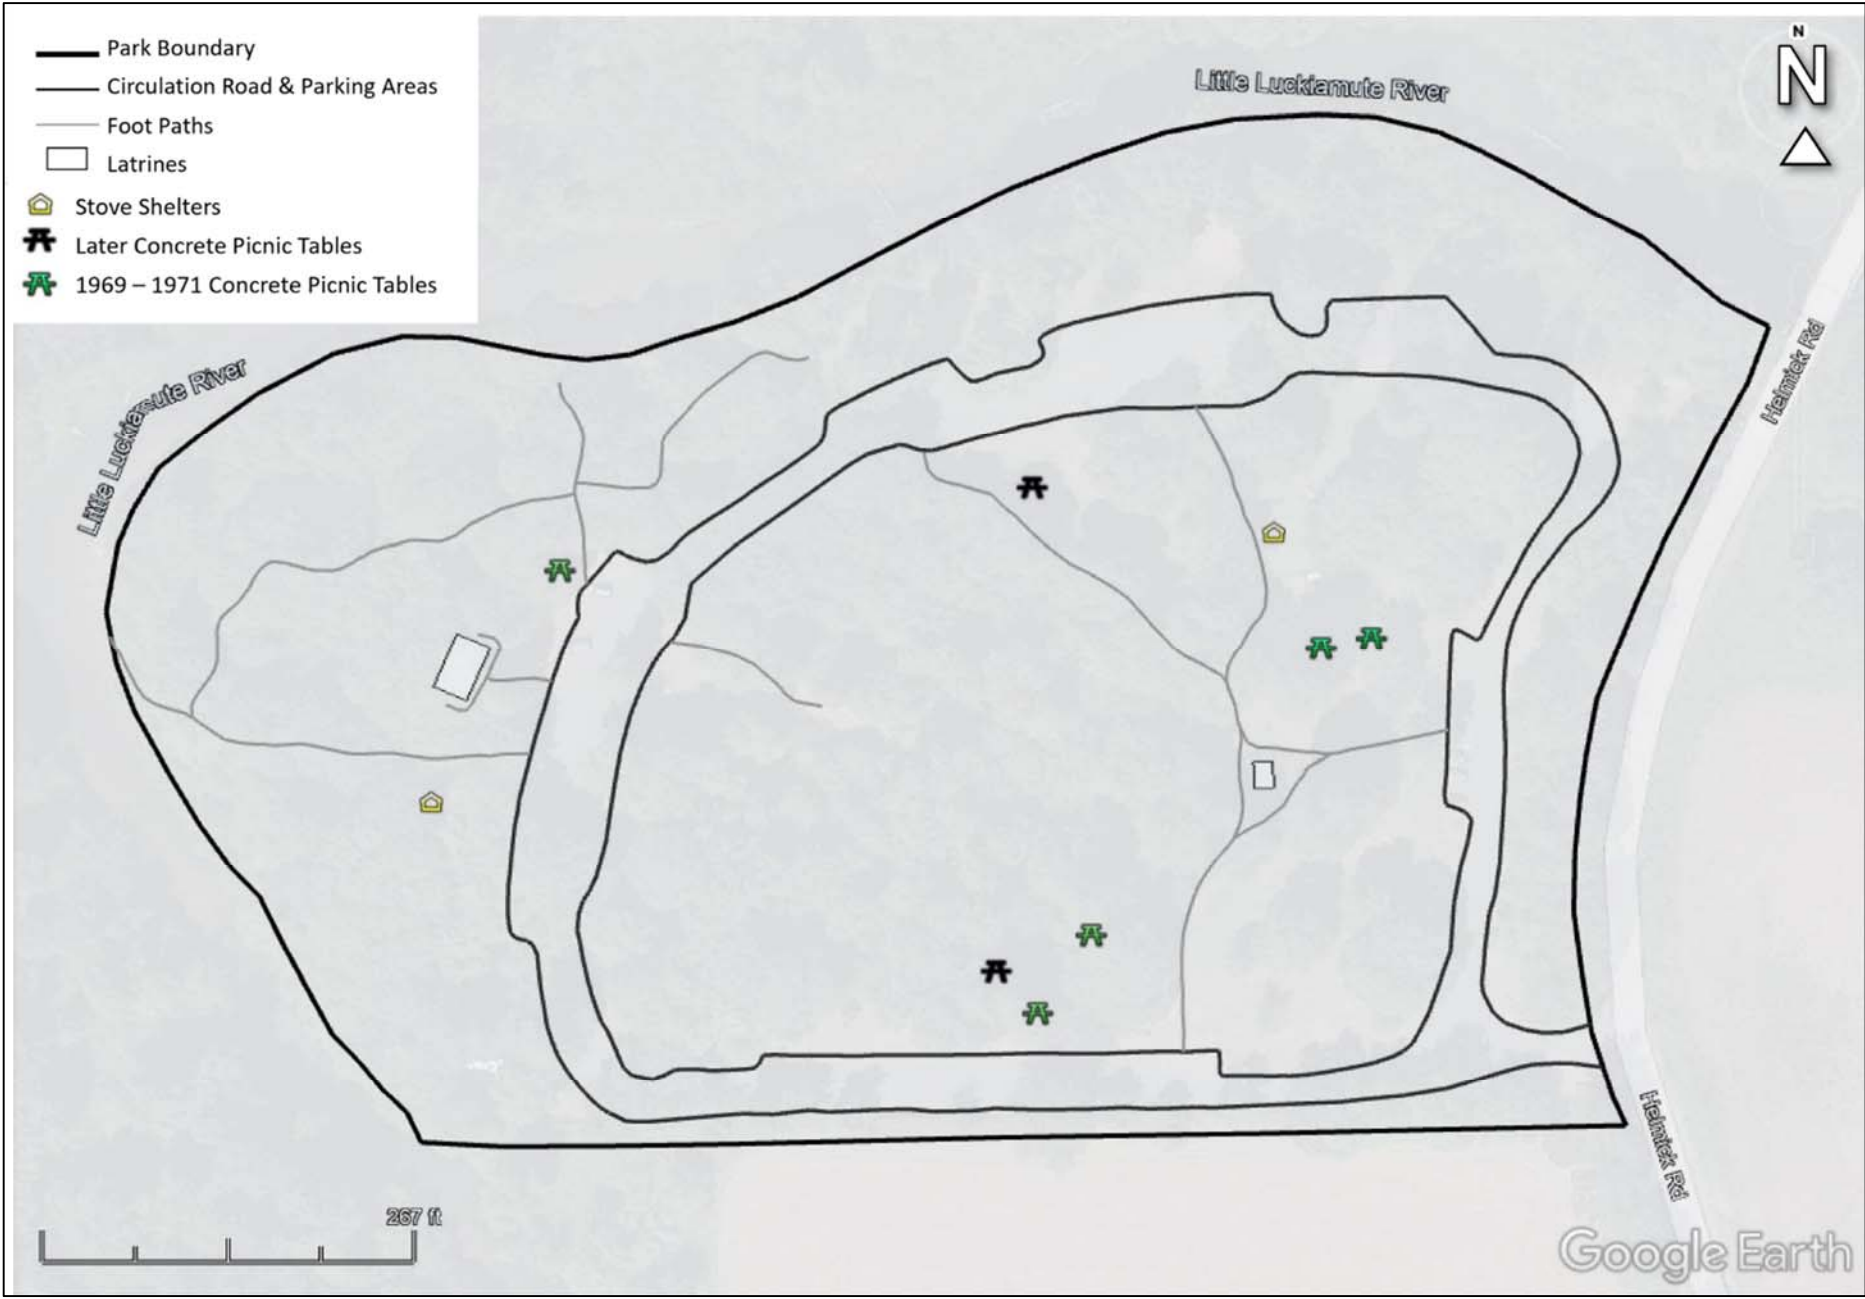 Park Boundary
Circulation Road & Parking Areas
Foot Paths
Latrines
Stove Shelters
Later Concrete Picnic Tables
1969 – 1971 Concrete Picnic Tables
Little Luckiamute River
N
N
Little Luckiamute River
Helmick Rd
Helmick Rd
267 ft
Google Earth